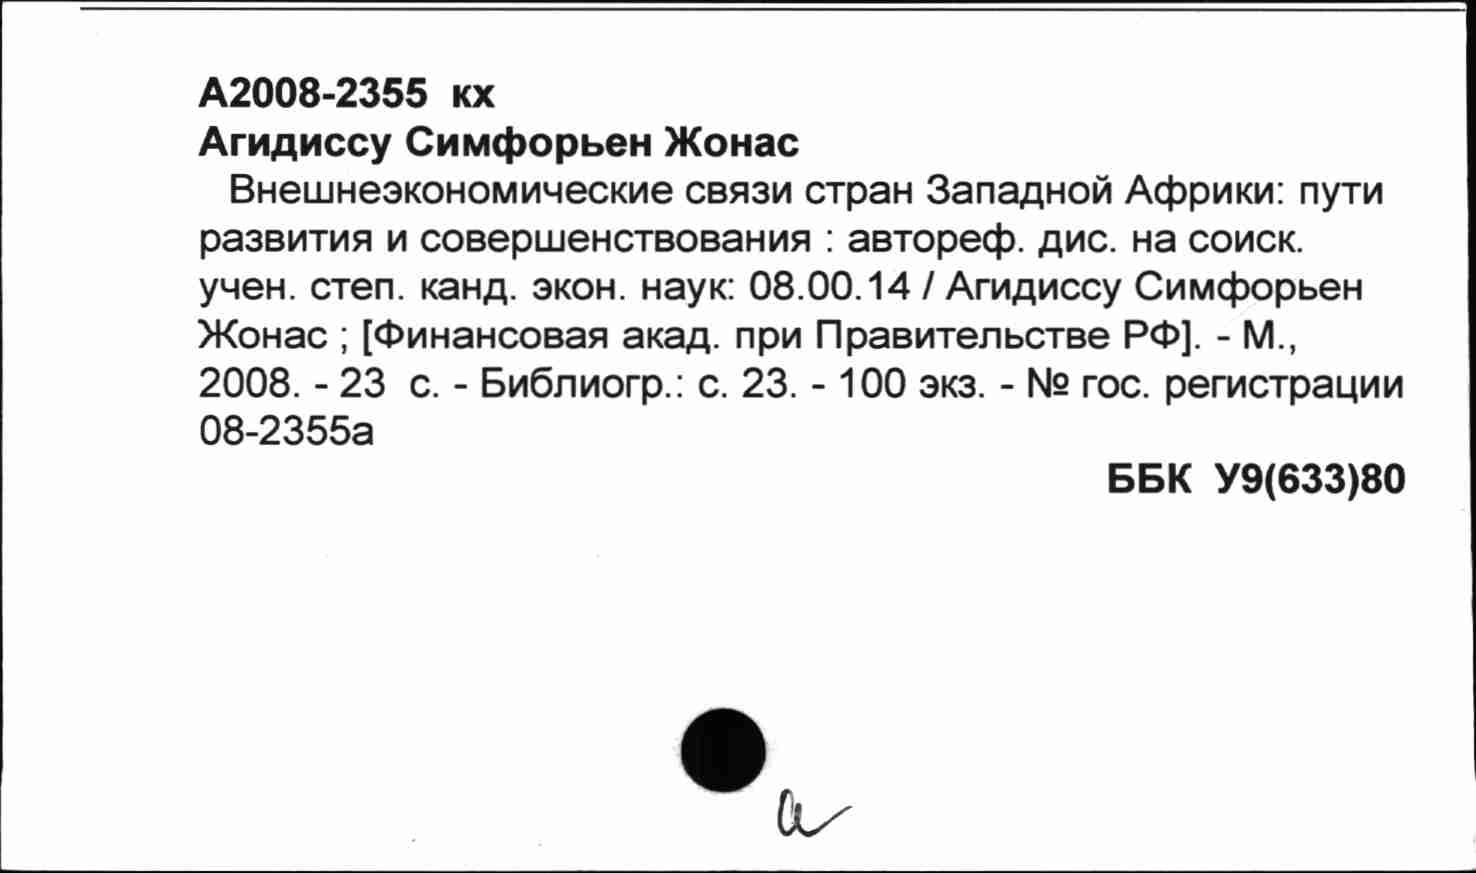 А2008-2355 кх
Агидиссу Симфорьен Жонас
Внешнеэкономические связи стран Западной Африки: пути
развития и совершенствования : автореф. дис. на соиск.
учен. степ. канд. экон. наук: 08.00.14 / Агидиссу Симфорьен
Жонас ; [Финансовая акад. при Правительстве РФ]. - М.,
2008. - 23 с. - Библиогр.: с. 23. - 100 экз. - № гос. регистрации
08-2355а
ББК У9(633)80
а